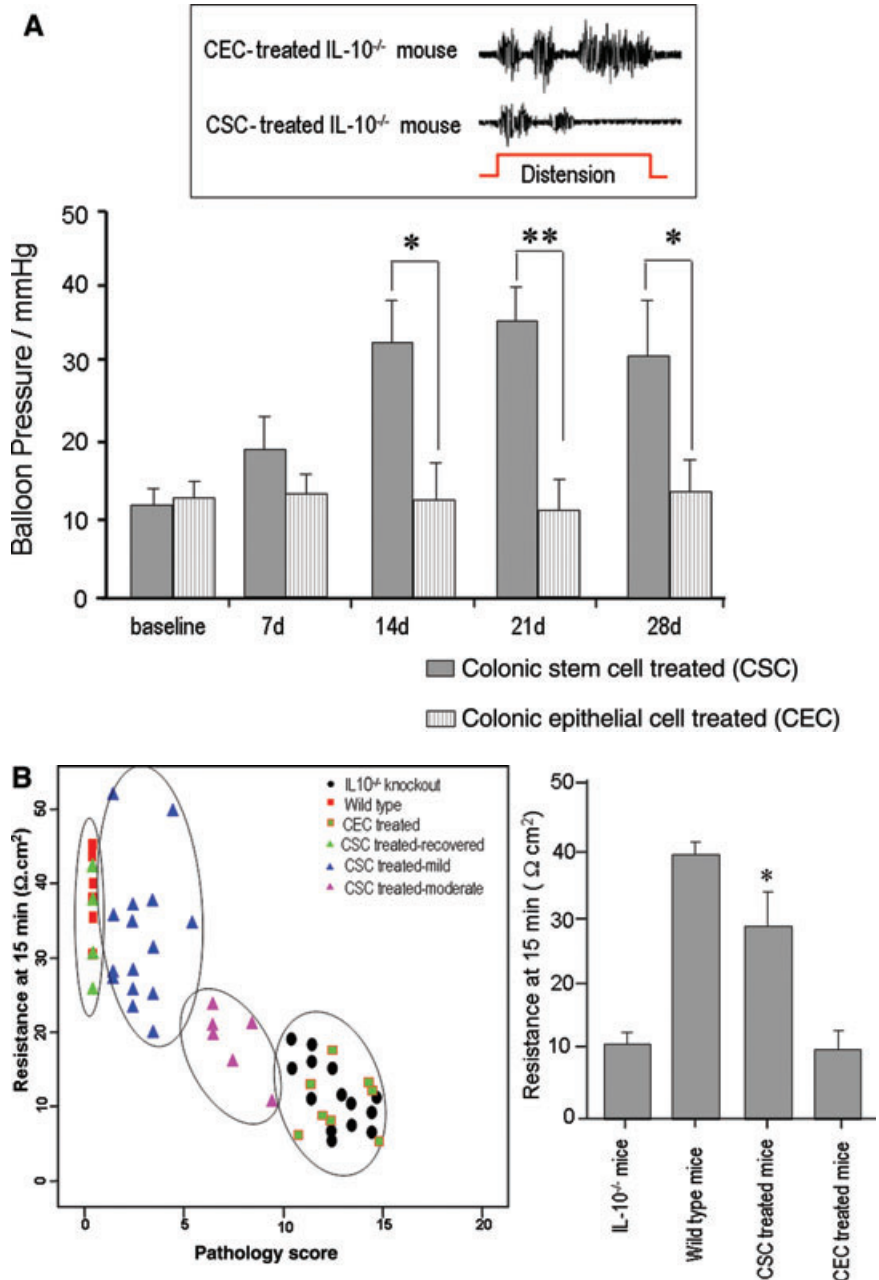 A
CEC-treated IL-10-/- mouse
CSC-treated IL-10-/- mouse
Distension
Balloon Pressure / mmHg
50
40
30
20
10
0
*
**
*
baseline
7d
14d
21d
28d
Colonic stem cell treated (CSC)
Colonic epithelial cell treated (CEC)
B
Resistance at 15 min (Ω.cm²)
50
40
30
20
10
0
IL10-/- knockout
Wild type
CEC treated
CSC treated-recovered
CSC treated-mild
CSC treated-moderate
0
5
10
15
20
Pathology score
Resistance at 15 min ( Ω cm²)
50
40
30
20
10
0
*
IL-10-/- mice
Wild type mice
CSC treated mice
CEC treated mice